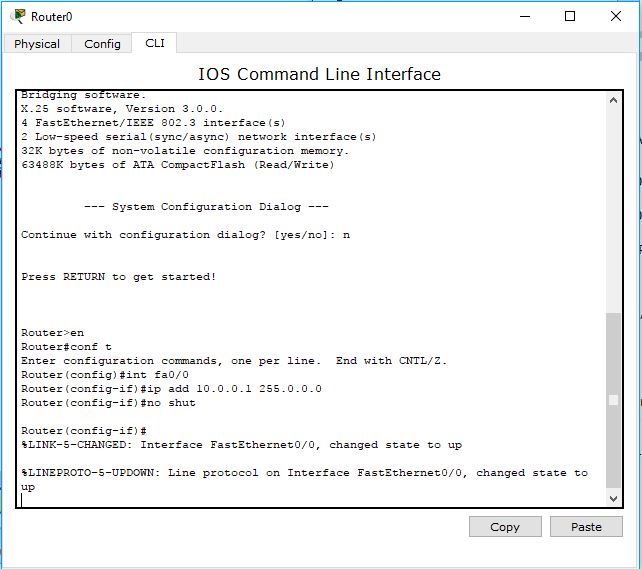 Router0
Physical Config CLI
IOS Command Line Interface
Bridging software.
X.25 software, Version 3.0.0.
4 FastEthernet/IEEE 802.3 interface(s)
2 Low-speed serial(sync/async) network interface(s)
32K bytes of non-volatile configuration memory.
63488K bytes of ATA CompactFlash (Read/Write)
--- System Configuration Dialog ---
Continue with configuration dialog? [yes/no]: n
Press RETURN to get started!
Router>en
Router#conf t
Enter configuration commands, one per line.  End with CNTL/Z.
Router(config)#int fa0/0
Router(config-if)#ip add 10.0.0.1 255.0.0.0
Router(config-if)#no shut
Router(config-if)#
%LINK-5-CHANGED: Interface FastEthernet0/0, changed state to up
%LINEPROTO-5-UPDOWN: Line protocol on Interface FastEthernet0/0, changed state to
up
Copy Paste